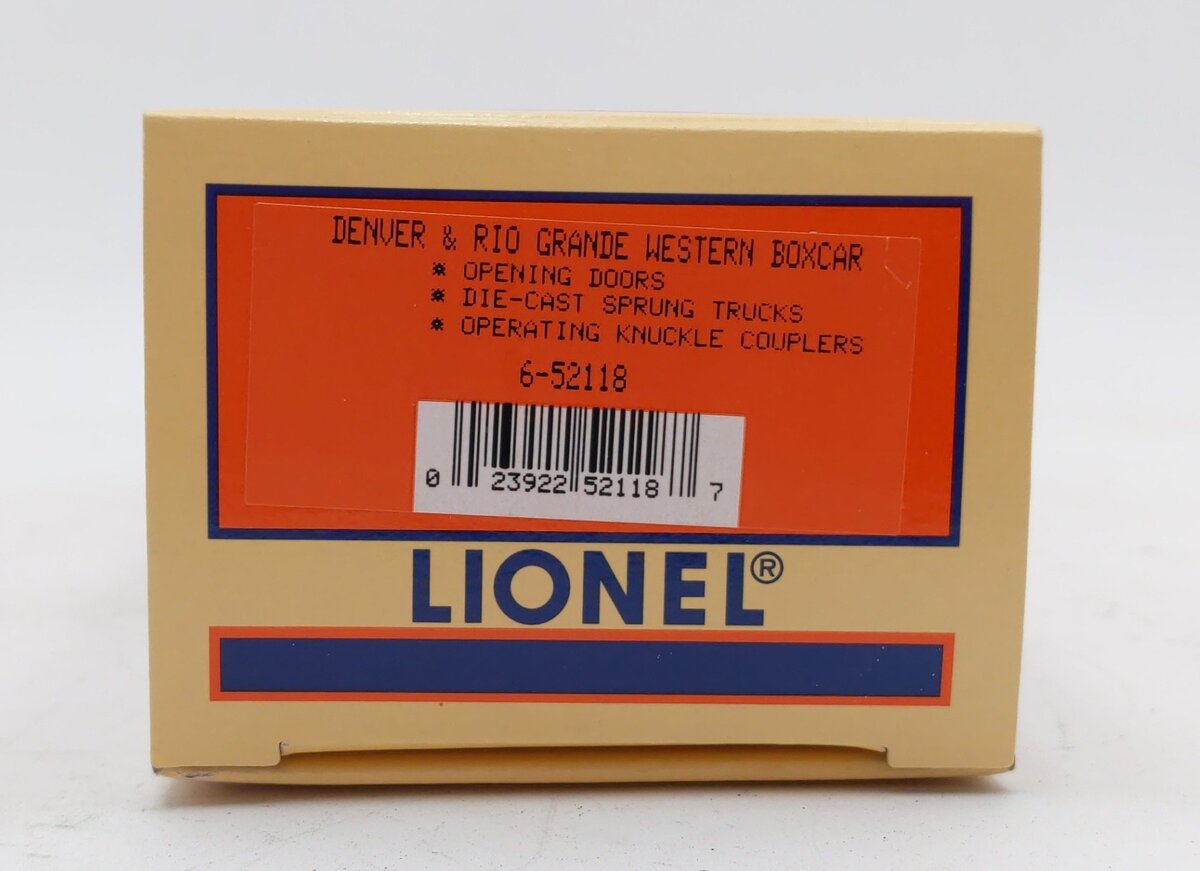 DENVER & RIO GRANDE WESTERN BOXCAR
* OPENING DOORS
* DIE-CAST SPRUNG TRUCKS
* OPERATING KNUCKLE COUPLERS
6-52118
0 23922 52118 7
LIONEL®